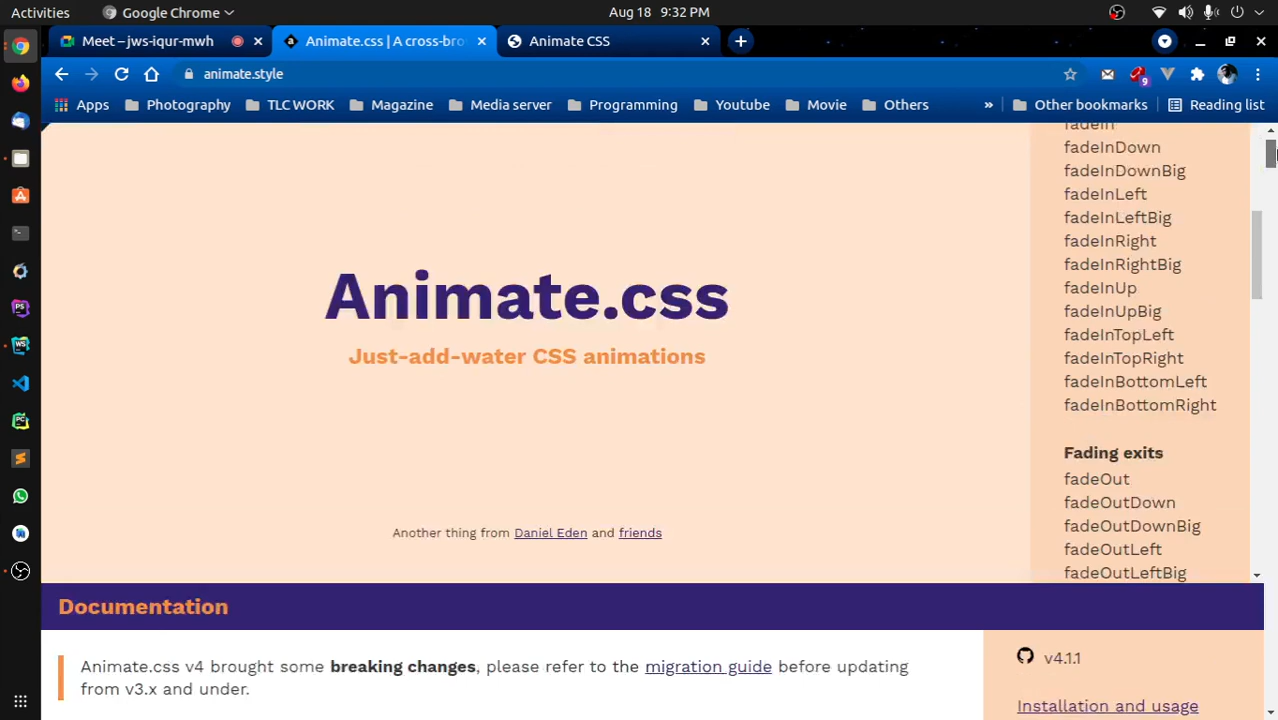 Activities Google Chrome Aug 18 9:32 PM
Meet – jws-iqur-mwh Animate.css | A cross-bro Animate CSS
animate.style 9
Apps Photography TLC WORK Magazine Media server Programming Youtube Movie Others » Other bookmarks Reading list
fadeIn
fadeInDown
fadeInDownBig
fadeInLeft
fadeInLeftBig
fadeInRight
fadeInRightBig
fadeInUp
fadeInUpBig
fadeInTopLeft
fadeInTopRight
fadeInBottomLeft
fadeInBottomRight
Fading exits
fadeOut
fadeOutDown
fadeOutDownBig
fadeOutLeft
fadeOutLeftBig
Animate.css
Just-add-water CSS animations
Another thing from Daniel Eden and friends
Documentation
Animate.css v4 brought some breaking changes, please refer to the migration guide before updating
from v3.x and under.
v4.1.1
Installation and usage